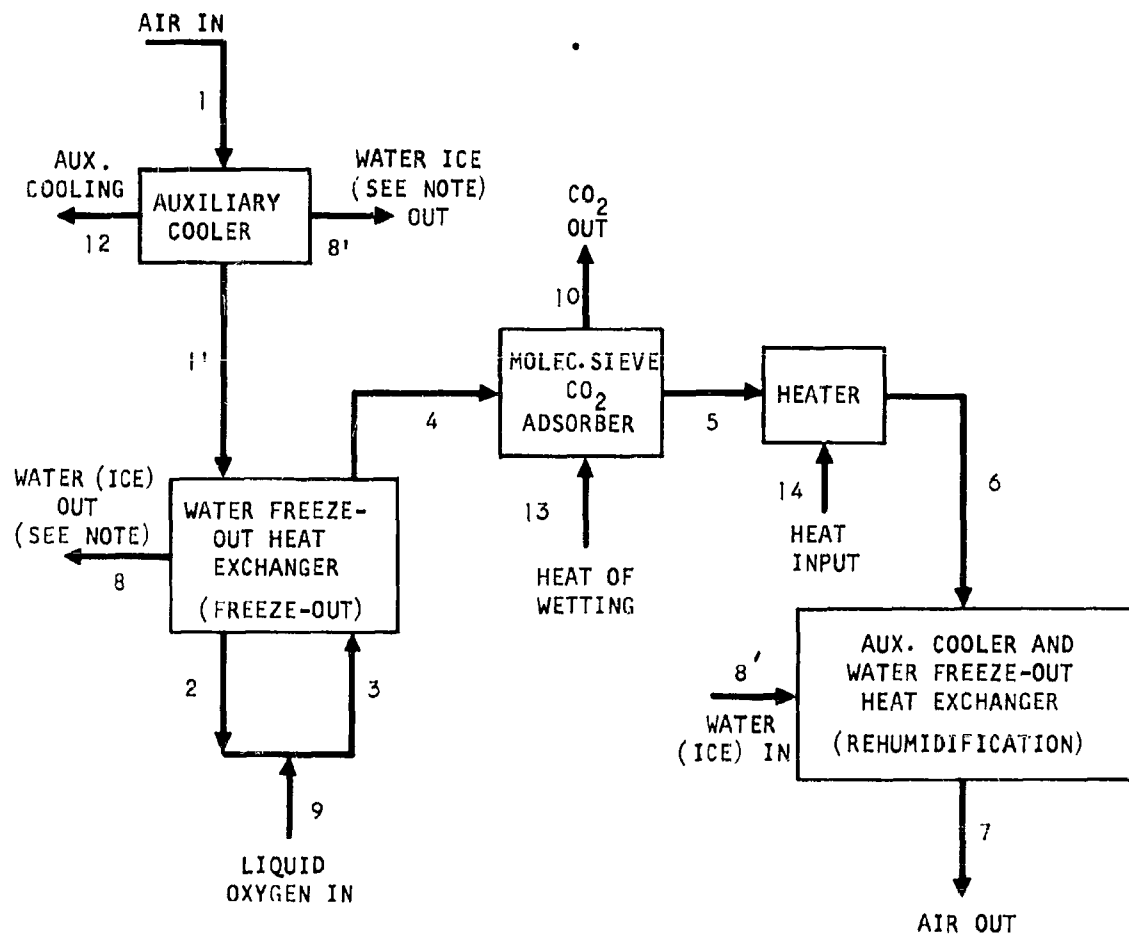 AIR IN
1
AUX.
COOLING
12
AUXILIARY
COOLER
WATER ICE
(SEE NOTE)
OUT
8'
1'
WATER (ICE)
OUT
(SEE NOTE)
8
WATER FREEZE-
OUT HEAT
EXCHANGER
(FREEZE-OUT)
2
3
9
LIQUID
OXYGEN IN
4
CO2
OUT
10
MOLEC.SIEVE
CO2
ADSORBER
13
HEAT OF
WETTING
5
HEATER
14
HEAT
INPUT
6
8'
WATER
(ICE) IN
AUX. COOLER AND
WATER FREEZE-OUT
HEAT EXCHANGER
(REHUMIDIFICATION)
7
AIR OUT